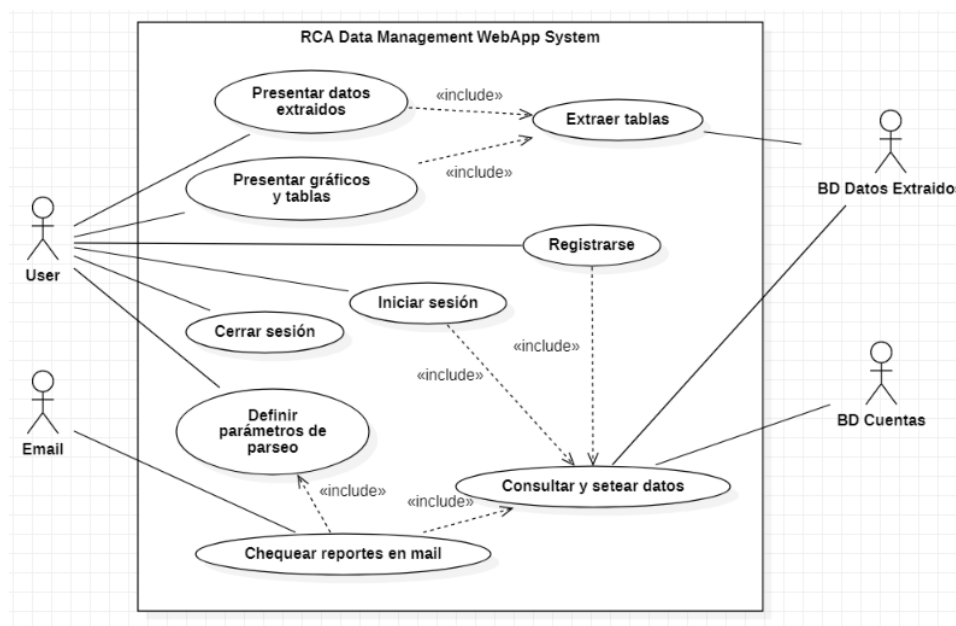 RCA Data Management WebApp System
Presentar datos
extraidos
«include»
Extraer tablas
«include»
Presentar gráficos
y tablas
BD Datos Extraido
User
Registrarse
Iniciar sesión
Cerrar sesión
«include»
«include»
Email
Definir
parámetros de
parseo
BD Cuentas
«include»
«include»
Consultar y setear datos
Chequear reportes en mail